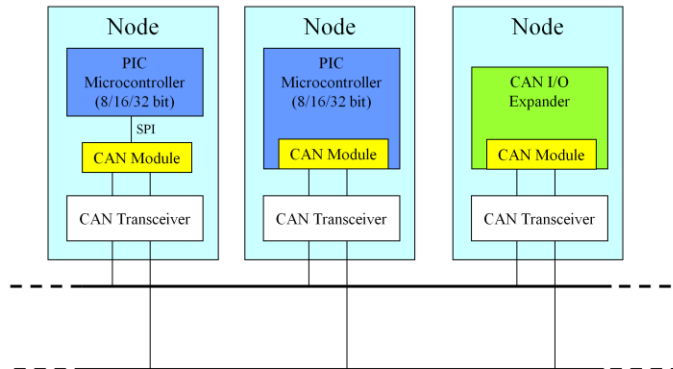 Node
PIC
Microcontroller
(8/16/32 bit)
SPI
CAN Module
CAN Transceiver
Node
PIC
Microcontroller
(8/16/32 bit)
CAN Module
CAN Transceiver
Node
CAN I/O
Expander
CAN Module
CAN Transceiver